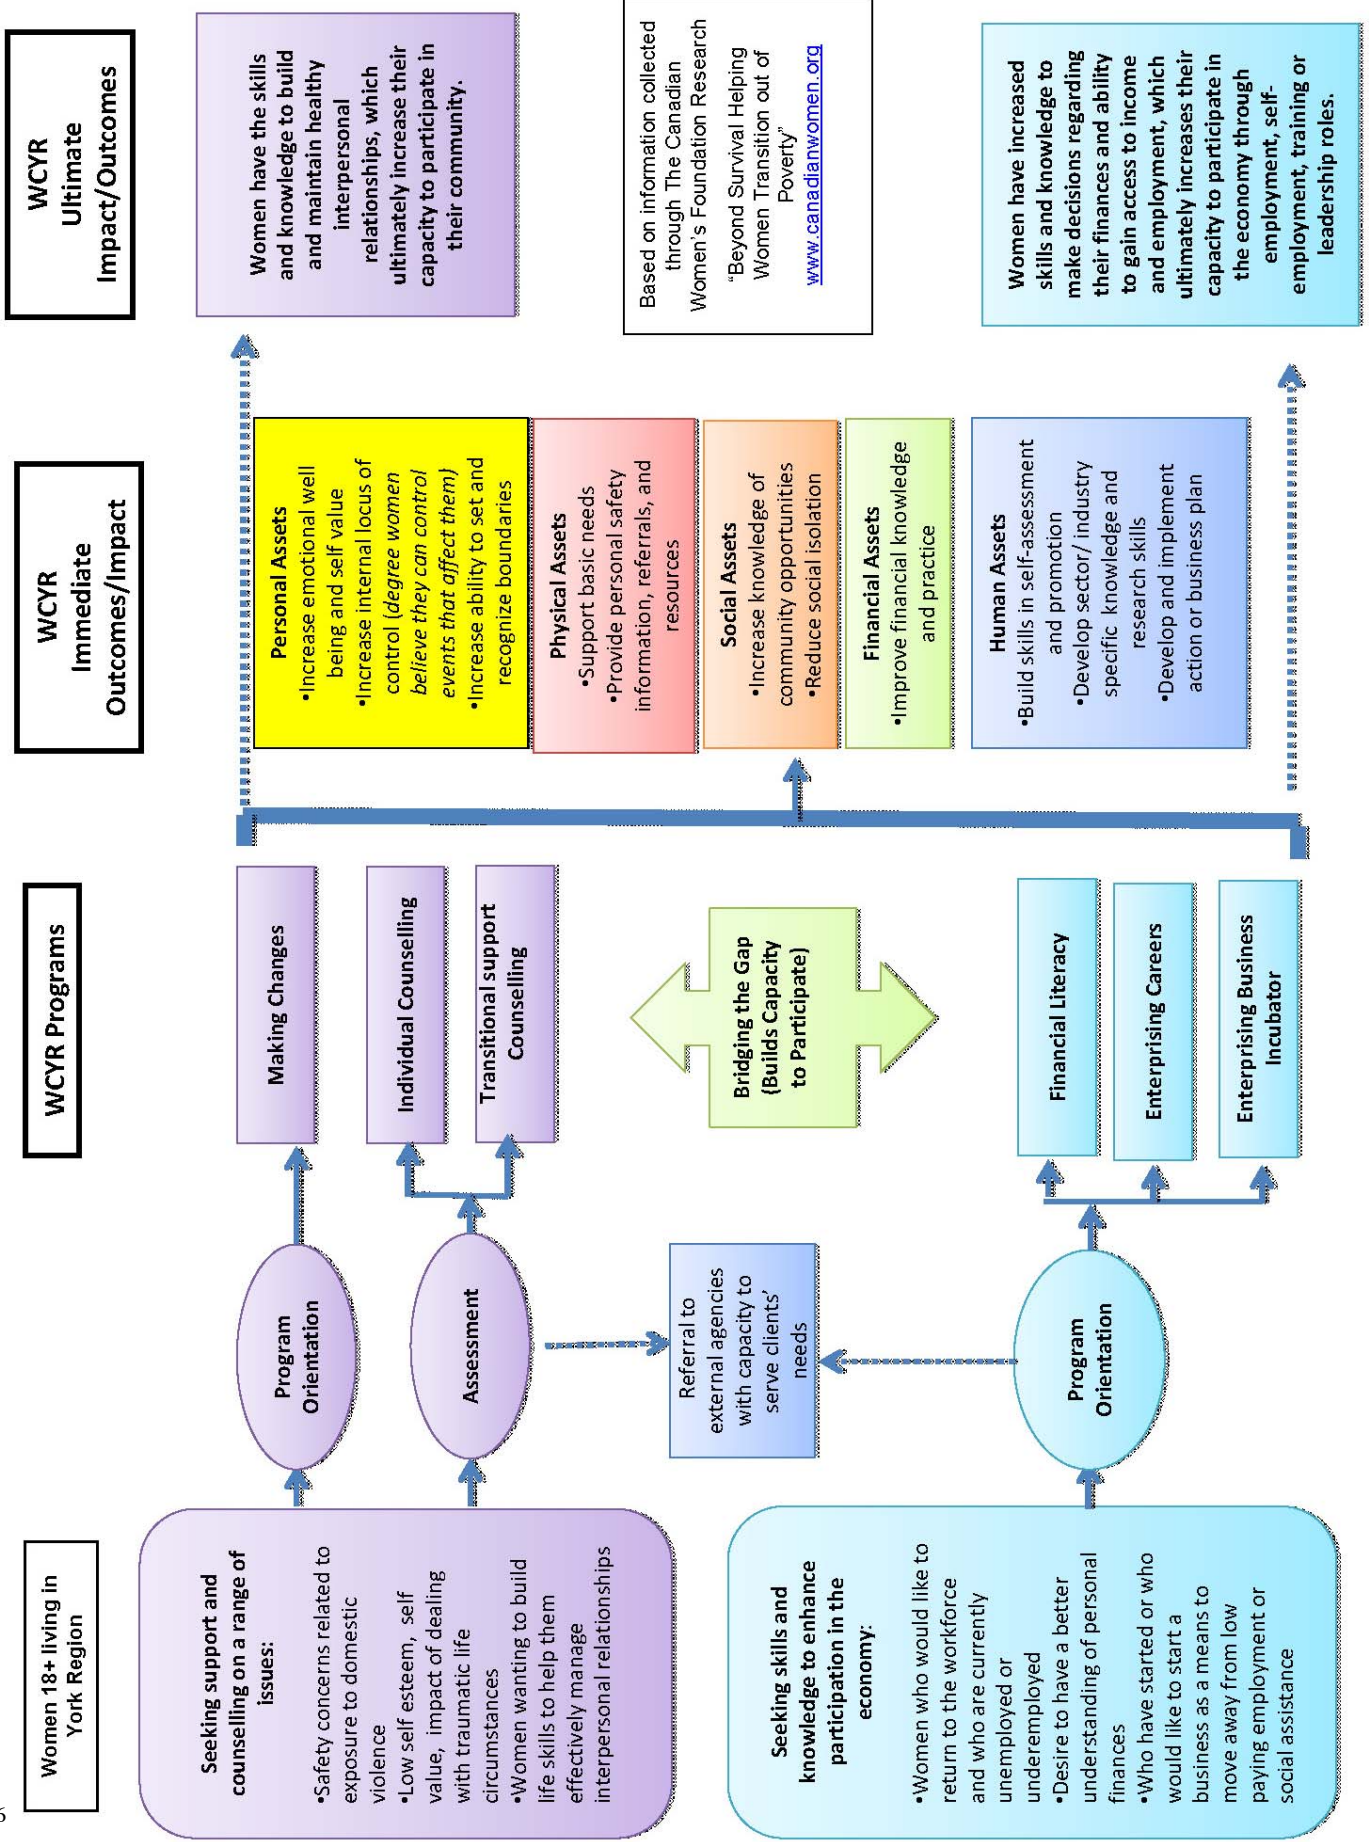 6
Women 18+ living in
York Region
WCYR Programs
WCYR
Immediate
Outcomes/Impact
WCYR
Ultimate
Impact/Outcomes
Seeking support and
counselling on a range of
issues:
•Safety concerns related to
exposure to domestic
violence
•Low self esteem, self
value, impact of dealing
with traumatic life
circumstances
•Women wanting to build
life skills to help them
effectively manage
interpersonal relationships
Program
Orientation
Assessment
Making Changes
Individual Counselling
Transitional support
Counselling
Personal Assets
•Increase emotional well
being and self value
•Increase internal locus of
control (degree women
believe they can control
events that affect them)
•Increase ability to set and
recognize boundaries
Physical Assets
•Support basic needs
•Provide personal safety
information, referrals, and
resources
Social Assets
•Increase knowledge of
community opportunities
•Reduce social isolation
Financial Assets
•Improve financial knowledge
and practice
Human Assets
•Build skills in self-assessment
and promotion
•Develop sector/ industry
specific knowledge and
research skills
•Develop and implement
action or business plan
Women have the skills
and knowledge to build
and maintain healthy
interpersonal
relationships, which
ultimately increase their
capacity to participate in
their community.
Based on information collected
through The Canadian
Women's Foundation Research
"Beyond Survival Helping
Women Transition out of
Poverty"
www.canadianwomen.org
Referral to
external agencies
with capacity to
serve clients'
needs
Bridging the Gap
(Builds Capacity
to Participate)
Seeking skills and
knowledge to enhance
participation in the
economy:
•Women who would like to
return to the workforce
and who are currently
unemployed or
underemployed
•Desire to have a better
understanding of personal
finances
•Who have started or who
would like to start a
business as a means to
move away from low
paying employment or
social assistance
Program
Orientation
Financial Literacy
Enterprising Careers
Enterprising Business
Incubator
Women have increased
skills and knowledge to
make decisions regarding
their finances and ability
to gain access to income
and employment, which
ultimately increases their
capacity to participate in
the economy through
employment, self-
employment, training or
leadership roles.